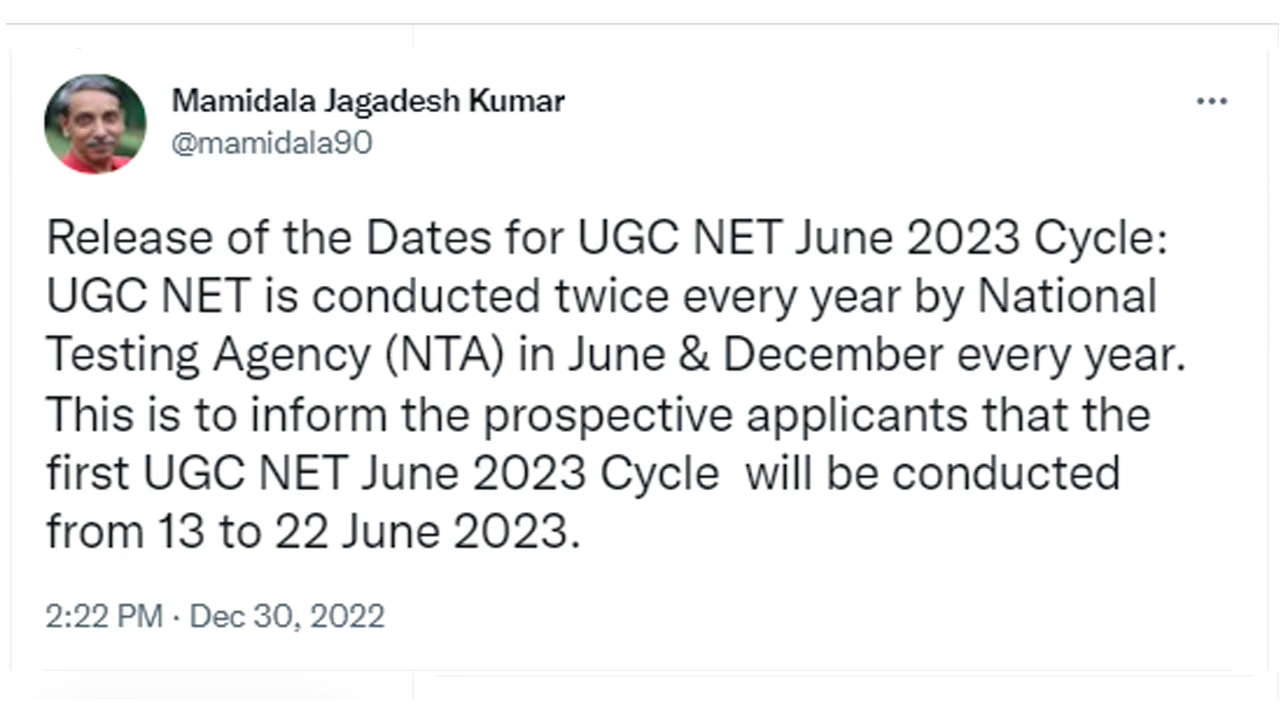 Mamidala Jagadesh Kumar
@mamidala90
Release of the Dates for UGC NET June 2023 Cycle:
UGC NET is conducted twice every year by National
Testing Agency (NTA) in June & December every year.
This is to inform the prospective applicants that the
first UGC NET June 2023 Cycle  will be conducted
from 13 to 22 June 2023.
2:22 PM · Dec 30, 2022